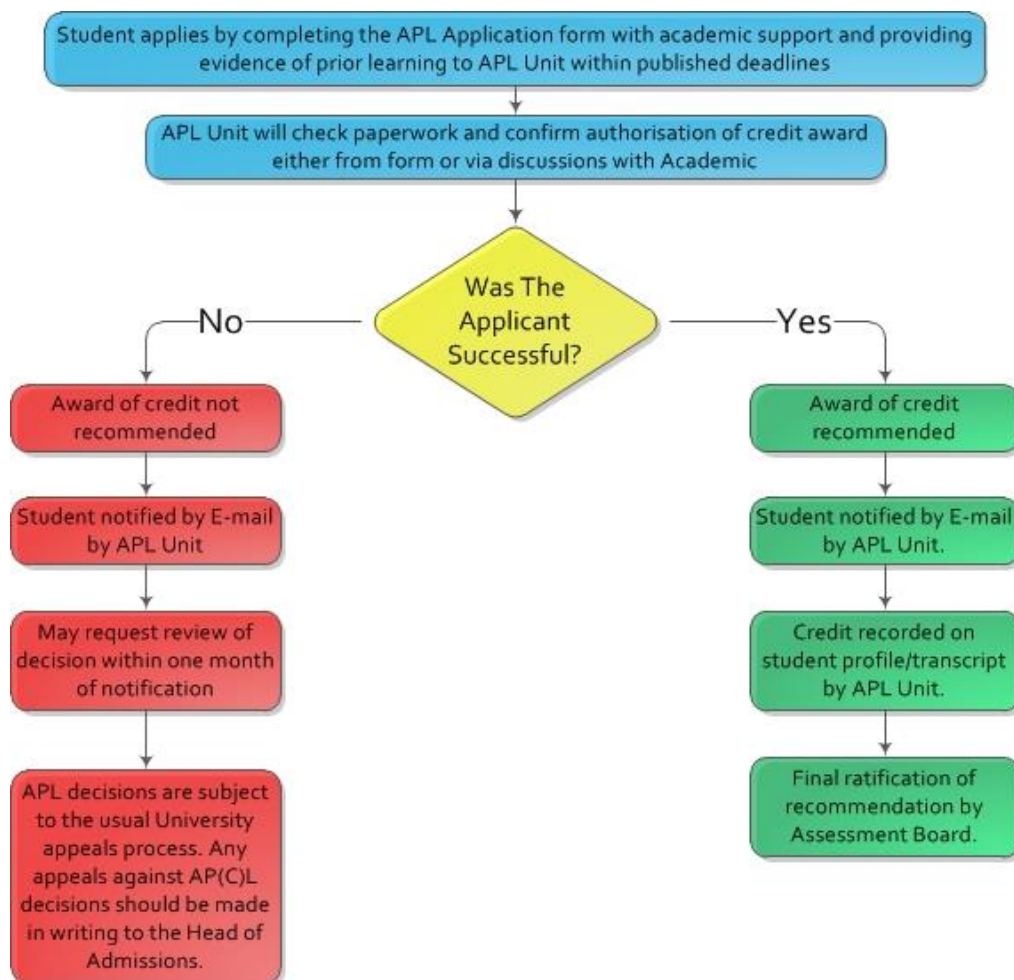 Student applies by completing the APL Application form with academic support and providing
evidence of prior learning to APL Unit within published deadlines
APL Unit will check paperwork and confirm authorisation of credit award
either from form or via discussions with Academic
Was The
Applicant
Successful?
No
Yes
Award of credit not
recommended
Student notified by E-mail
by APL Unit
May request review of
decision within one month
of notification
APL decisions are subject
to the usual University
appeals process. Any
appeals against AP(C)L
decisions should be made
in writing to the Head of
Admissions.
Award of credit
recommended
Student notified by E-mail
by APL Unit.
Credit recorded on
student profile/transcript
by APL Unit.
Final ratification of
recommendation by
Assessment Board.